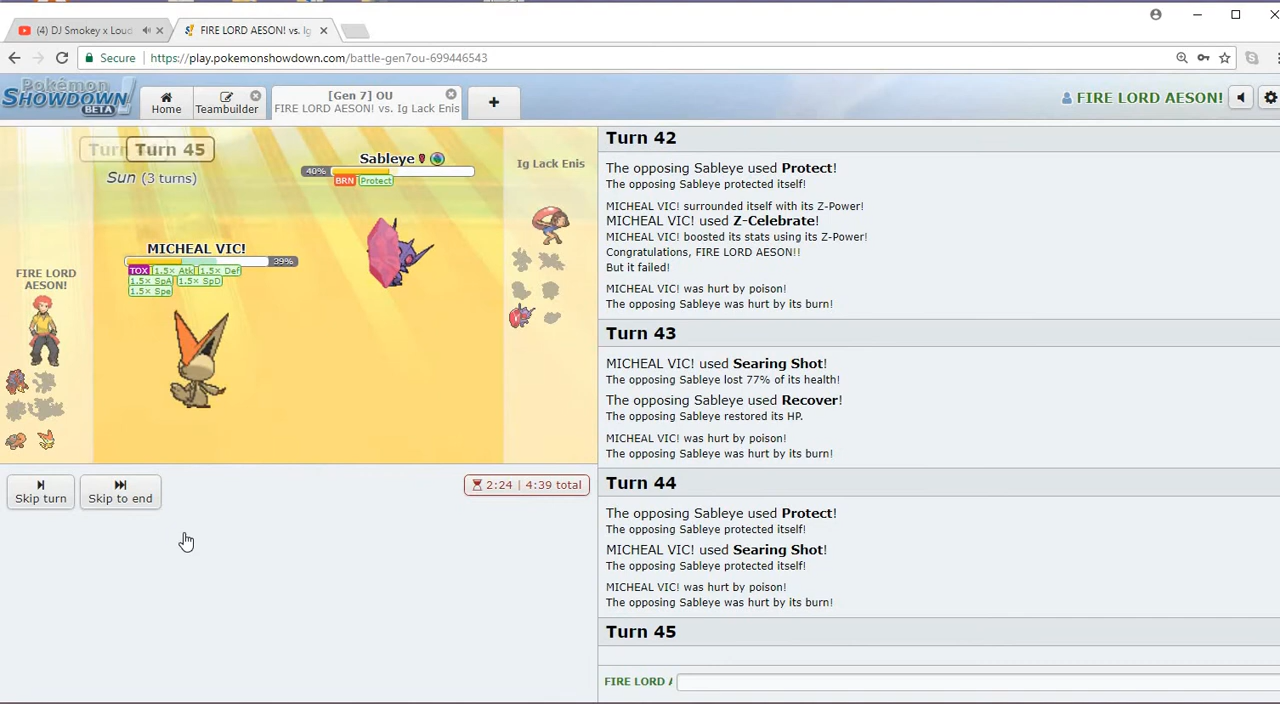 (4) DJ Smokey x Loud
FIRE LORD AESON! vs. Ig
Secure
https://play.pokemonshowdown.com/battle-gen7ou-699446543
Pokémon
SHOWDOWN
BETA
Home
Teambuilder
[Gen 7] OU
FIRE LORD AESON! vs. Ig Lack Enis
+
FIRE LORD AESON!
Turn
Turn 45
Sun (3 turns)
Sableye
40%
BRN Protect
Ig Lack Enis
MICHEAL VIC!
39%
TOX 1.5× Atk 1.5× Def
1.5× SpA 1.5× SpD
1.5× Spe
FIRE LORD
AESON!
Skip turn
Skip to end
2:24 | 4:39 total
Turn 42
The opposing Sableye used Protect!
The opposing Sableye protected itself!
MICHEAL VIC! surrounded itself with its Z-Power!
MICHEAL VIC! used Z-Celebrate!
MICHEAL VIC! boosted its stats using its Z-Power!
Congratulations, FIRE LORD AESON!!
But it failed!
MICHEAL VIC! was hurt by poison!
The opposing Sableye was hurt by its burn!
Turn 43
MICHEAL VIC! used Searing Shot!
The opposing Sableye lost 77% of its health!
The opposing Sableye used Recover!
The opposing Sableye restored its HP.
MICHEAL VIC! was hurt by poison!
The opposing Sableye was hurt by its burn!
Turn 44
The opposing Sableye used Protect!
The opposing Sableye protected itself!
MICHEAL VIC! used Searing Shot!
The opposing Sableye protected itself!
MICHEAL VIC! was hurt by poison!
The opposing Sableye was hurt by its burn!
Turn 45
FIRE LORD A